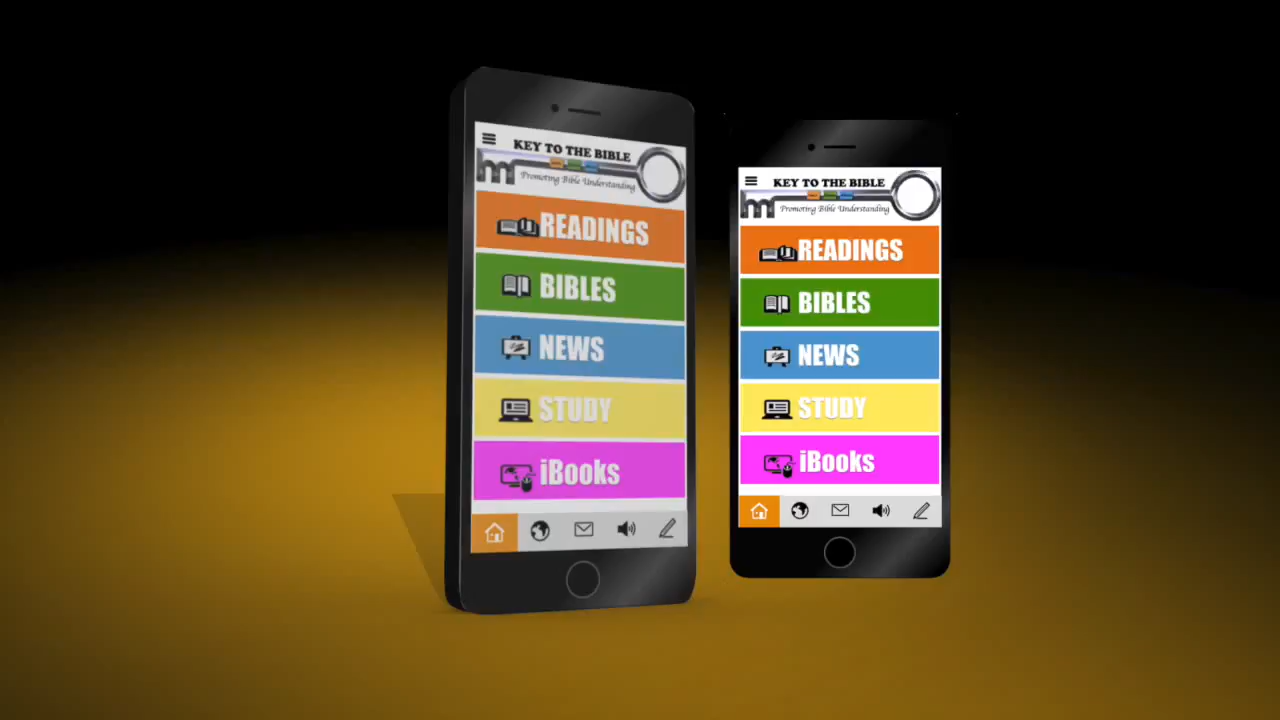 KEY TO THE BIBLE
Promoting Bible Understanding
READINGS
BIBLES
NEWS
STUDY
iBooks
KEY TO THE BIBLE
Promoting Bible Understanding
READINGS
BIBLES
NEWS
STUDY
iBooks